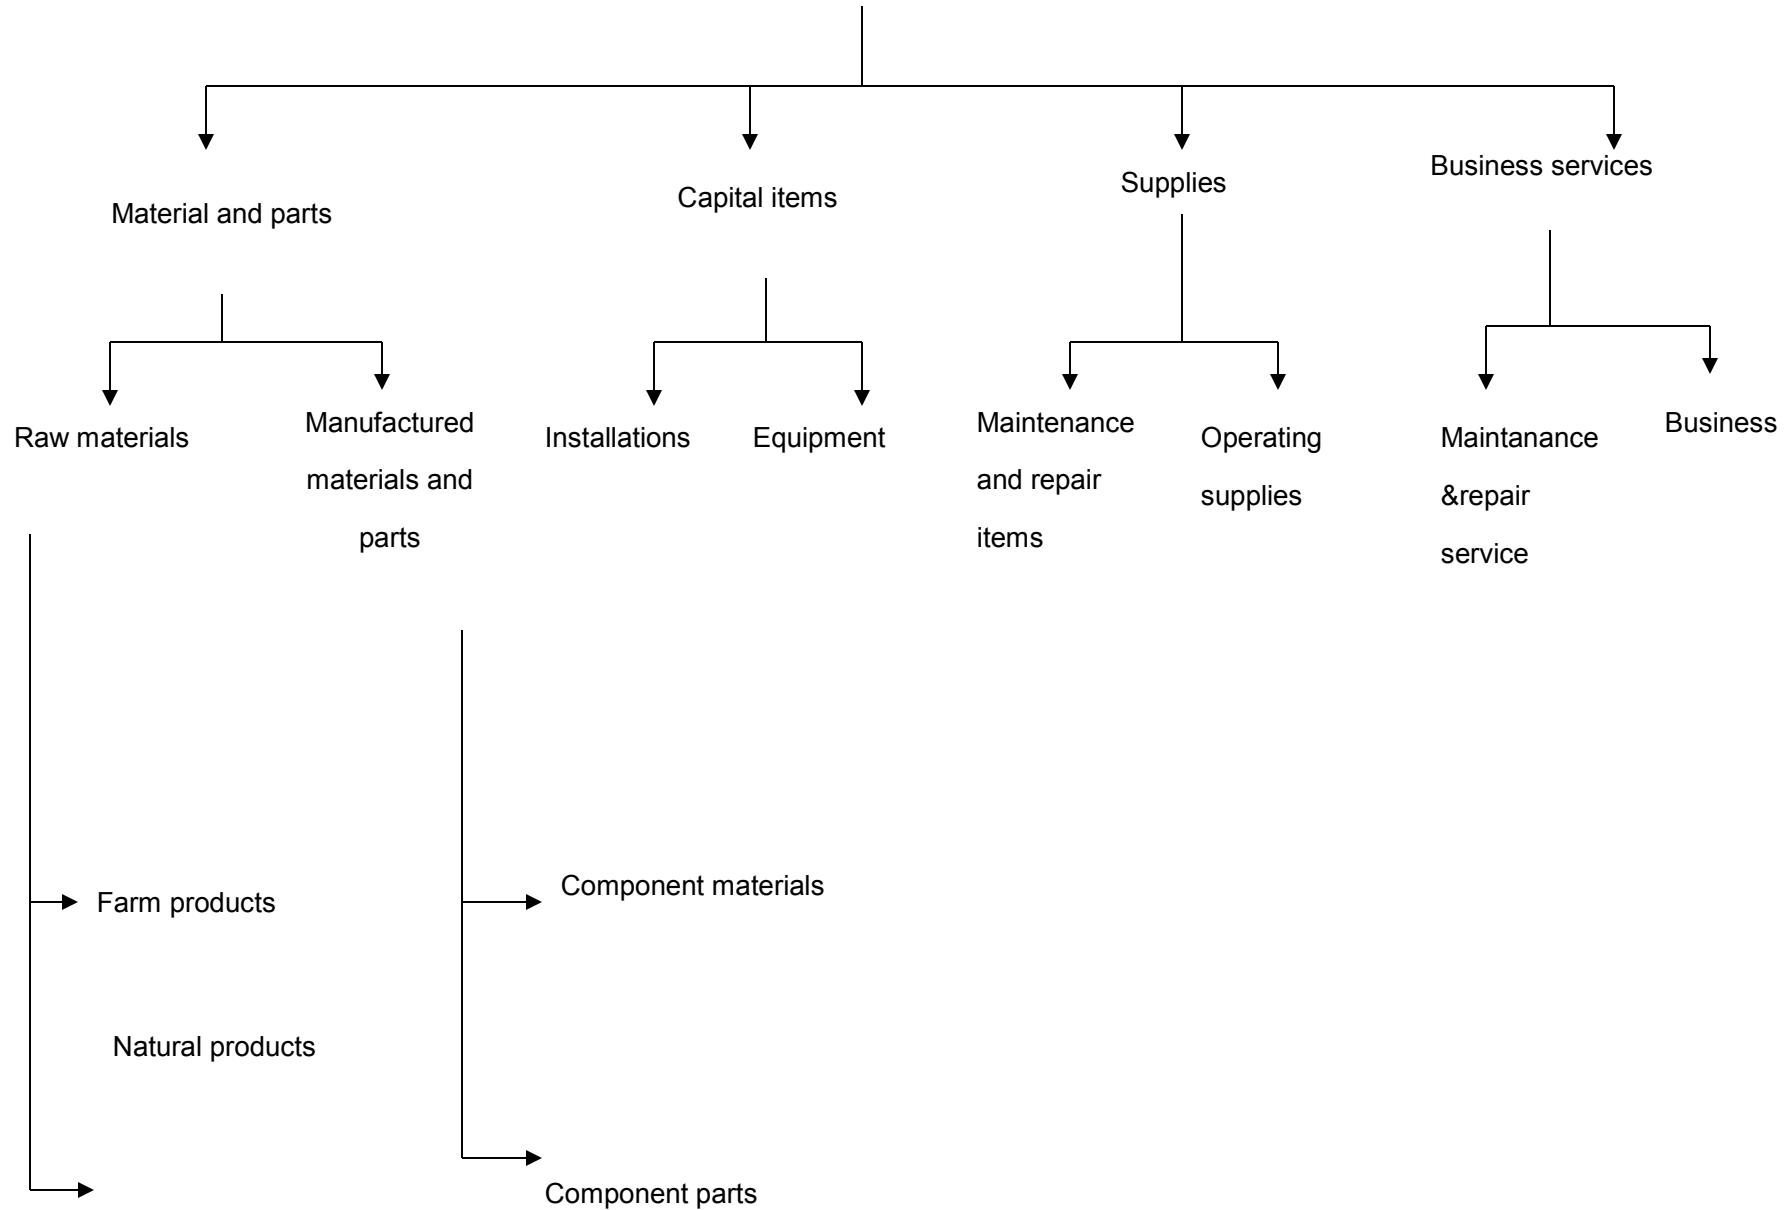 Material and parts
Capital items
Supplies
Business services
Raw materials
Manufactured
materials and
parts
Installations
Equipment
Maintenance
and repair
items
Operating
supplies
Maintanance
&repair
service
Business
Farm products
Natural products
Component materials
Component parts